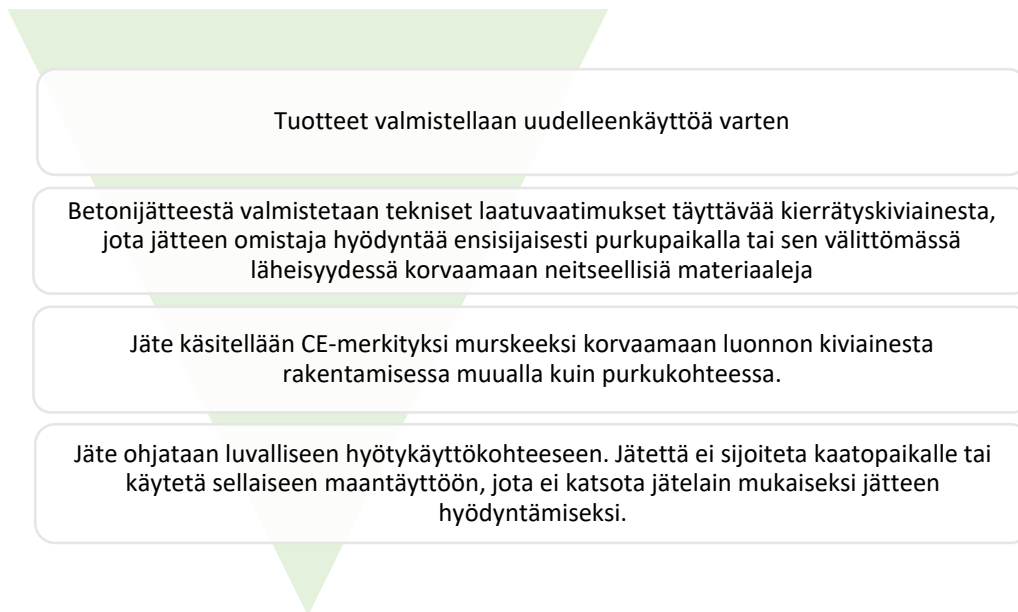 Tuotteet valmistellaan uudelleenkäyttöä varten
Betonijätteestä valmistetaan tekniset laatuvaatimukset täyttävää kierrätyskiviainesta,
jota jätteen omistaja hyödyntää ensisijaisesti purkupaikalla tai sen välittömässä
läheisyydessä korvaamaan neitseellisiä materiaaleja
Jäte käsitellään CE-merkityksi murskeeksi korvaamaan luonnon kiviainesta
rakentamisessa muualla kuin purkukohteessa.
Jäte ohjataan luvalliseen hyötykäyttökohteeseen. Jätettä ei sijoiteta kaatopaikalle tai
käytetä sellaiseen maantäyttöön, jota ei katsota jätelain mukaiseksi jätteen
hyödyntämiseksi.